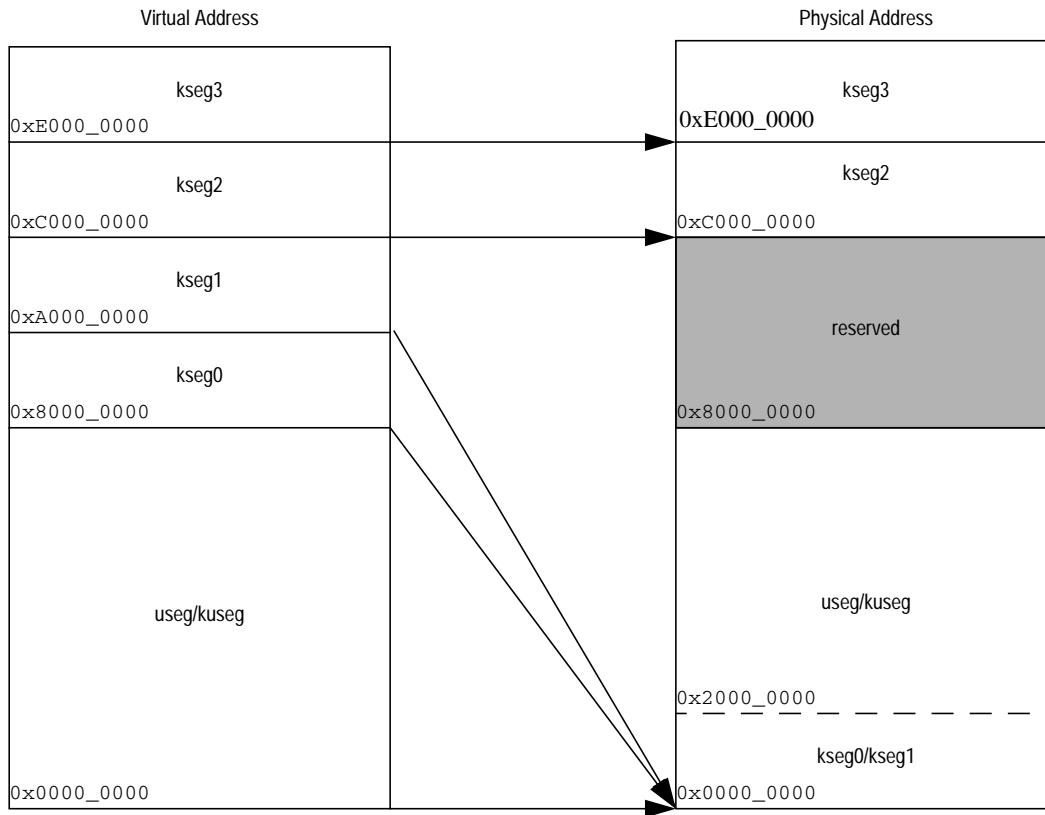 Virtual Address
Physical Address
kseg3
0xE000_0000
kseg2
0xC000_0000
kseg1
0xA000_0000
kseg0
0x8000_0000
useg/kuseg
0x0000_0000
kseg3
0xE000_0000
kseg2
0xC000_0000
reserved
0x8000_0000
useg/kuseg
0x2000_0000
kseg0/kseg1
0x0000_0000